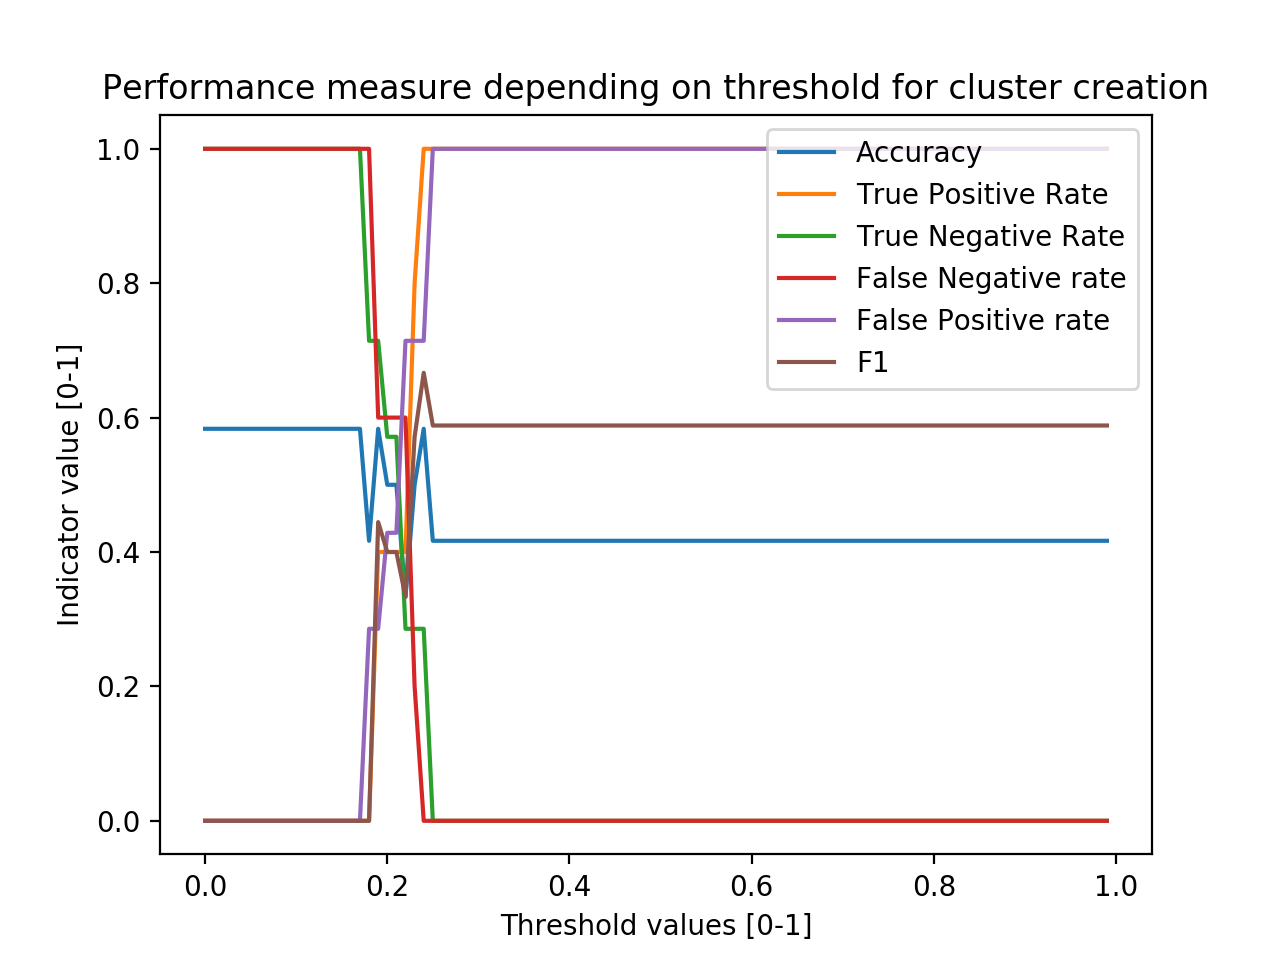 Performance measure depending on threshold for cluster creation
1.0
0.8
0.6
0.4
0.2
0.0
Indicator value [0-1]
Accuracy
True Positive Rate
True Negative Rate
False Negative rate
False Positive rate
F1
0.0 0.2 0.4 0.6 0.8 1.0
Threshold values [0-1]